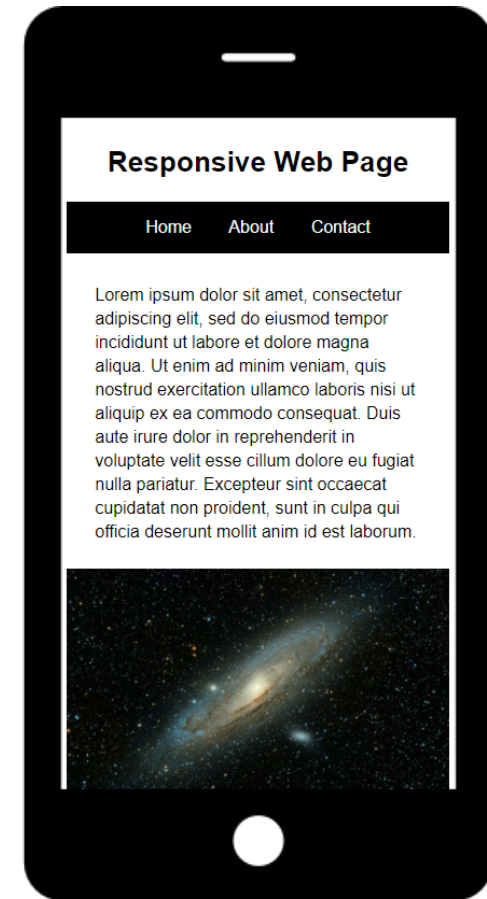 Responsive Web Page
Home About Contact
Lorem ipsum dolor sit amet, consectetur
adipiscing elit, sed do eiusmod tempor
incididunt ut labore et dolore magna
aliqua. Ut enim ad minim veniam, quis
nostrud exercitation ullamco laboris nisi ut
aliquip ex ea commodo consequat. Duis
aute irure dolor in reprehenderit in
voluptate velit esse cillum dolore eu fugiat
nulla pariatur. Excepteur sint occaecat
cupidatat non proident, sunt in culpa qui
officia deserunt mollit anim id est laborum.